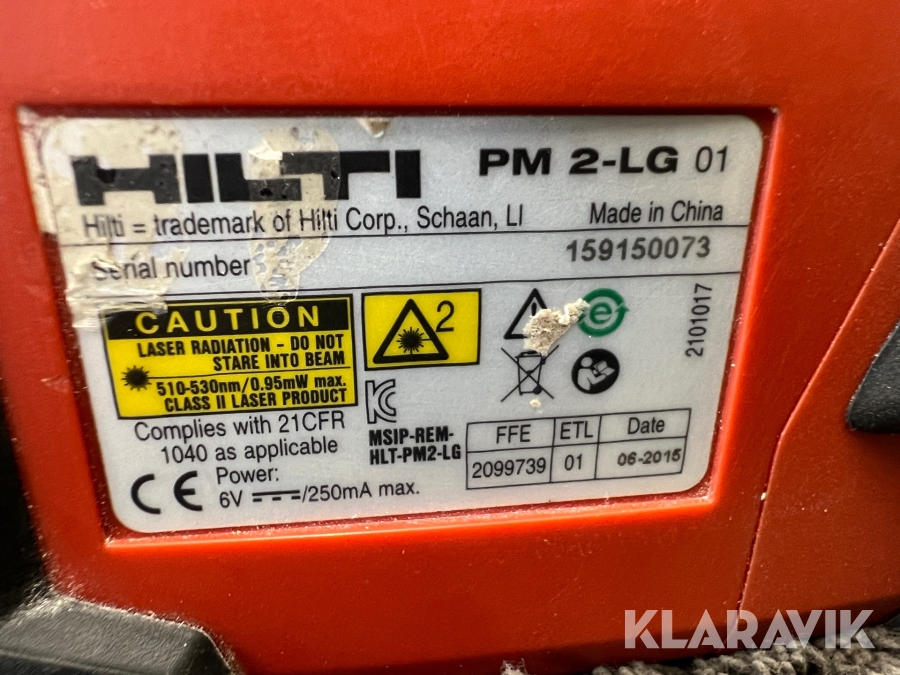 HILTI PM 2-LG 01
Hilti = trademark of Hilti Corp., Schaan, LI Made in China
Serial number 159150073
CAUTION
LASER RADIATION - DO NOT
STARE INTO BEAM
510-530nm/0.95mW max.
CLASS II LASER PRODUCT
2
e
2101017
Complies with 21CFR
1040 as applicable
MSIP-REM-
HLT-PM2-LG
CE
Power:
6V /250mA max.
FFE ETL Date
2099739 01 06-2015
KLARAVIK